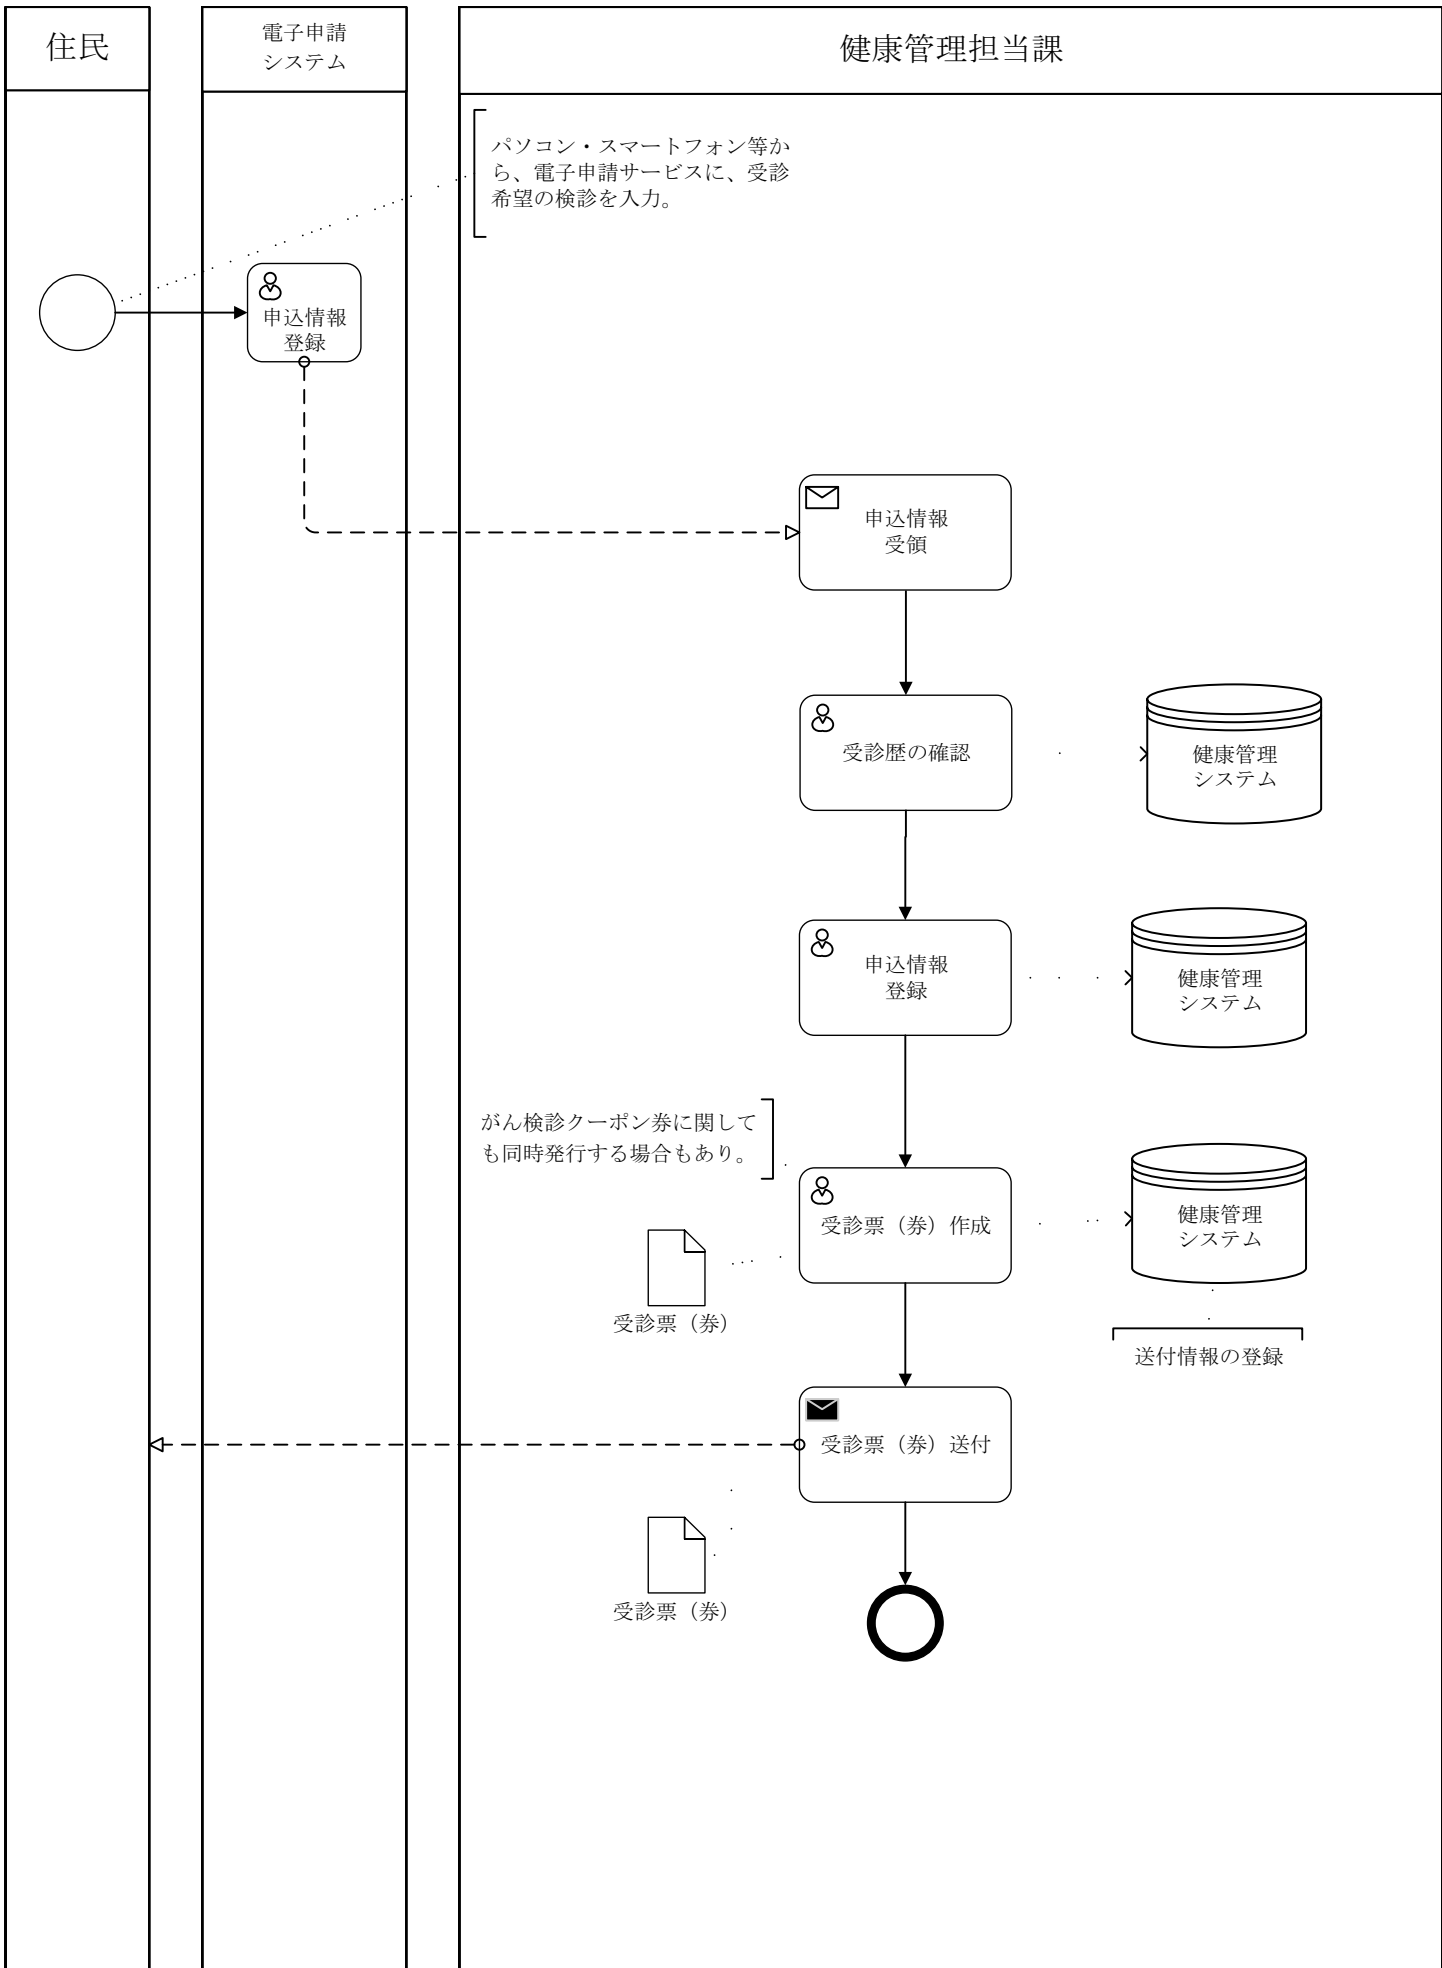 住民
電子申請
システム
健康管理担当課
パソコン・スマートフォン等か
ら、電子申請サービスに、受診
希望の検診を入力。
申込情報
登録
申込情報
受領
受診歴の確認
健康管理
システム
申込情報
登録
健康管理
システム
がん検診クーポン券に関して
も同時発行する場合もあり。
受診票（券）作成
健康管理
システム
受診票（券）
送付情報の登録
受診票（券）送付
受診票（券）